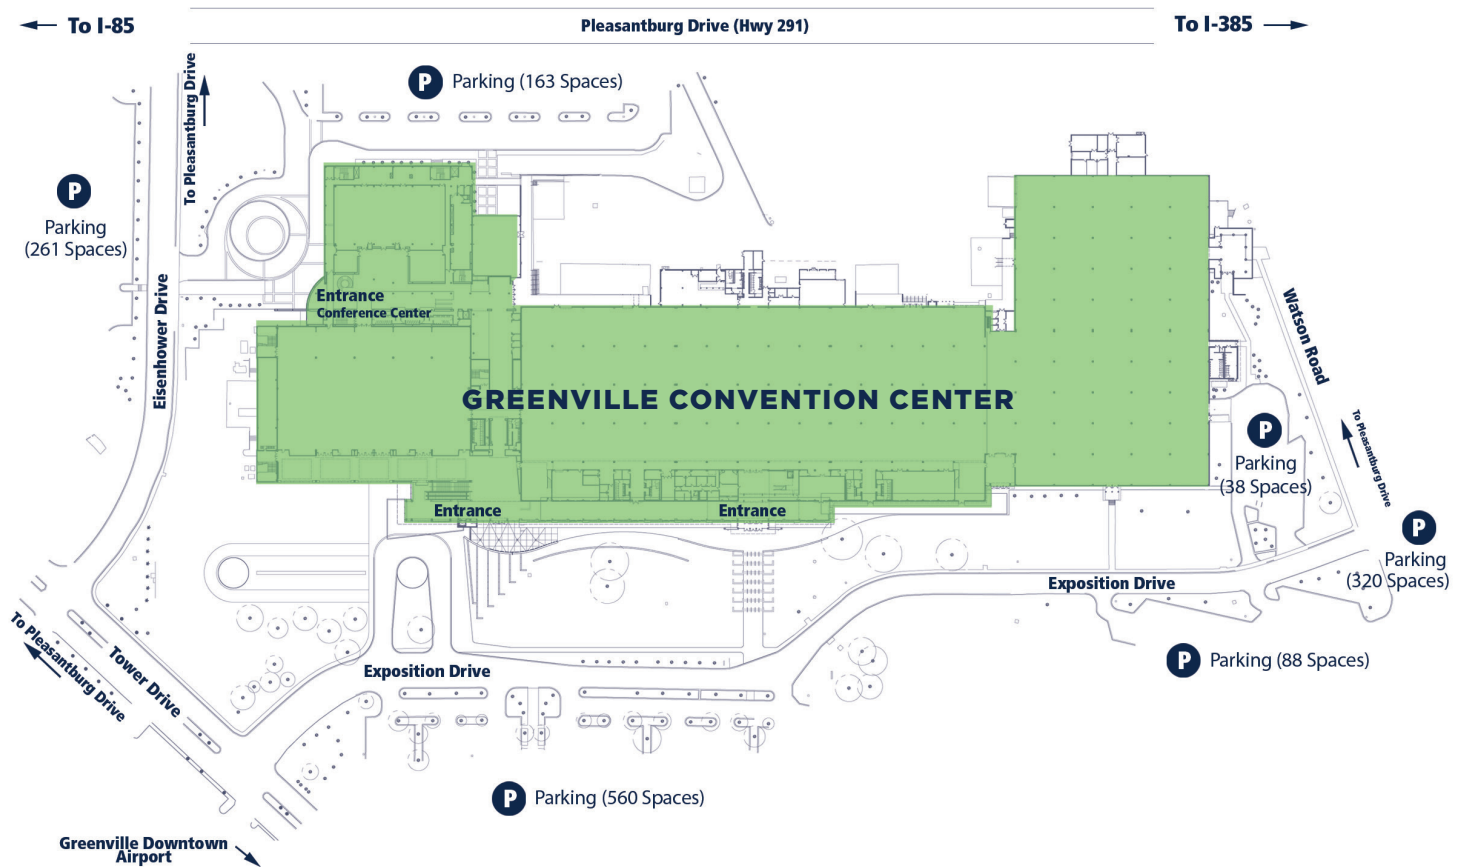 To I-85
Pleasantburg Drive (Hwy 291)
To I-385
To Pleasantburg Drive
P
Parking (163 Spaces)
P
Parking
(261 Spaces)
Eisenhower Drive
Entrance
Conference Center
Watson Road
GREENVILLE CONVENTION CENTER
To Pleasantburg Drive
P
Parking
(38 Spaces)
Entrance
Entrance
P
Parking
(320 Spaces)
Exposition Drive
To Pleasantburg Drive
Tower Drive
Exposition Drive
P
Parking (88 Spaces)
P
Parking (560 Spaces)
Greenville Downtown
Airport